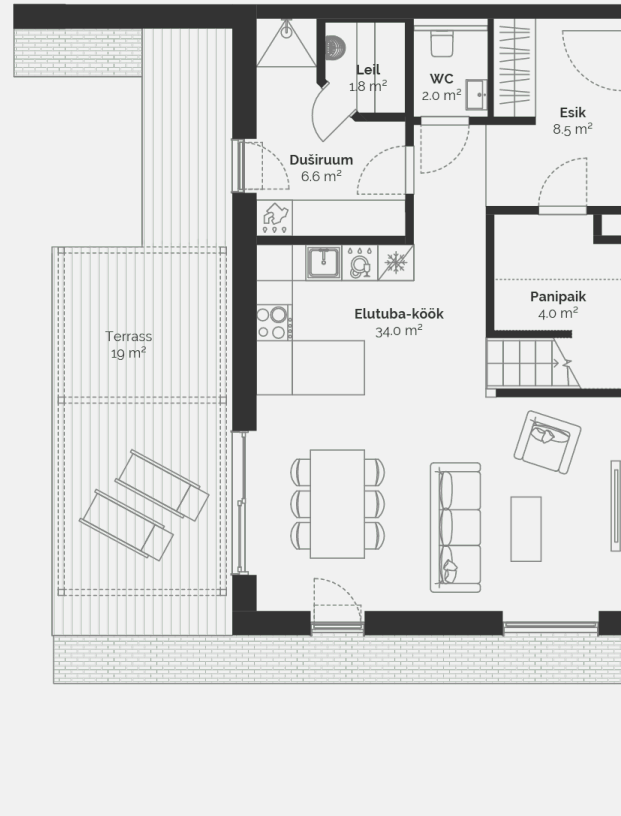 Leil
1.8 m²
WC
2.0 m²
Esik
8.5 m²
Duširuum
6.6 m²
Panipaik
4.0 m²
Elutuba-köök
34.0 m²
Terrass
19 m²